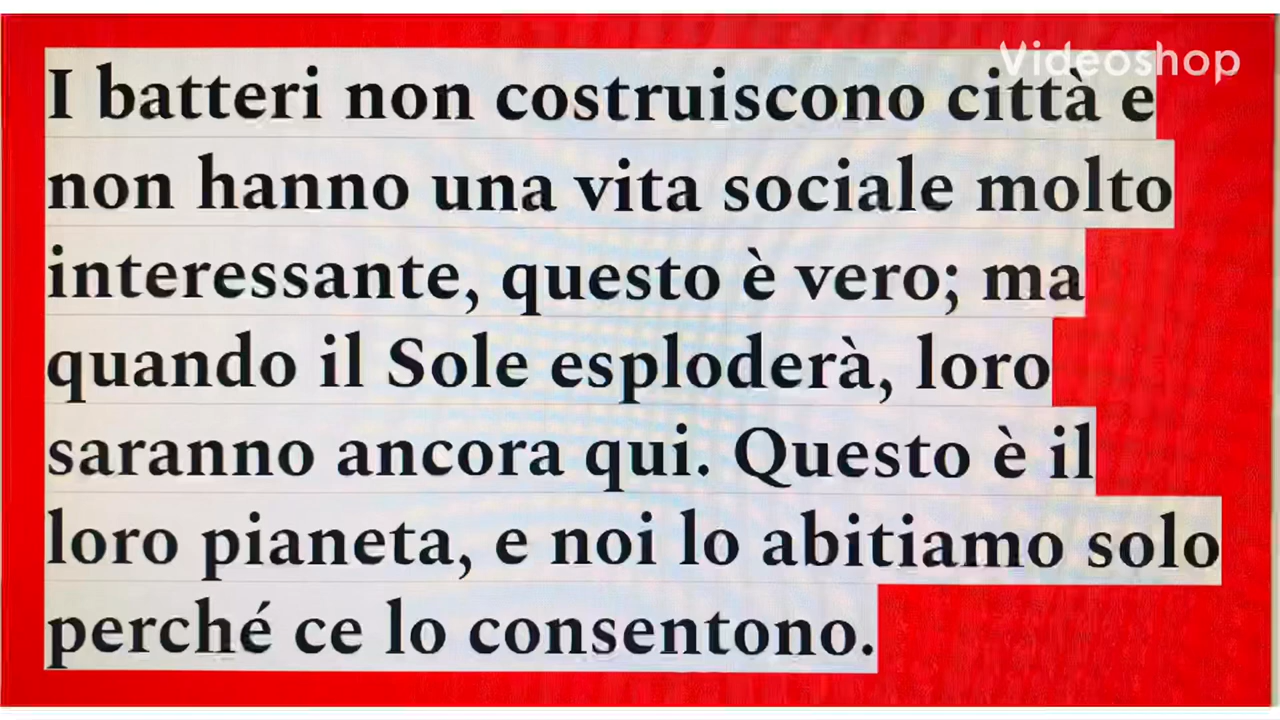 Videoshop
I batteri non costruiscono città e
non hanno una vita sociale molto
interessante, questo è vero; ma
quando il Sole esploderà, loro
saranno ancora qui. Questo è il
loro pianeta, e noi lo abitiamo solo
perché ce lo consentono.